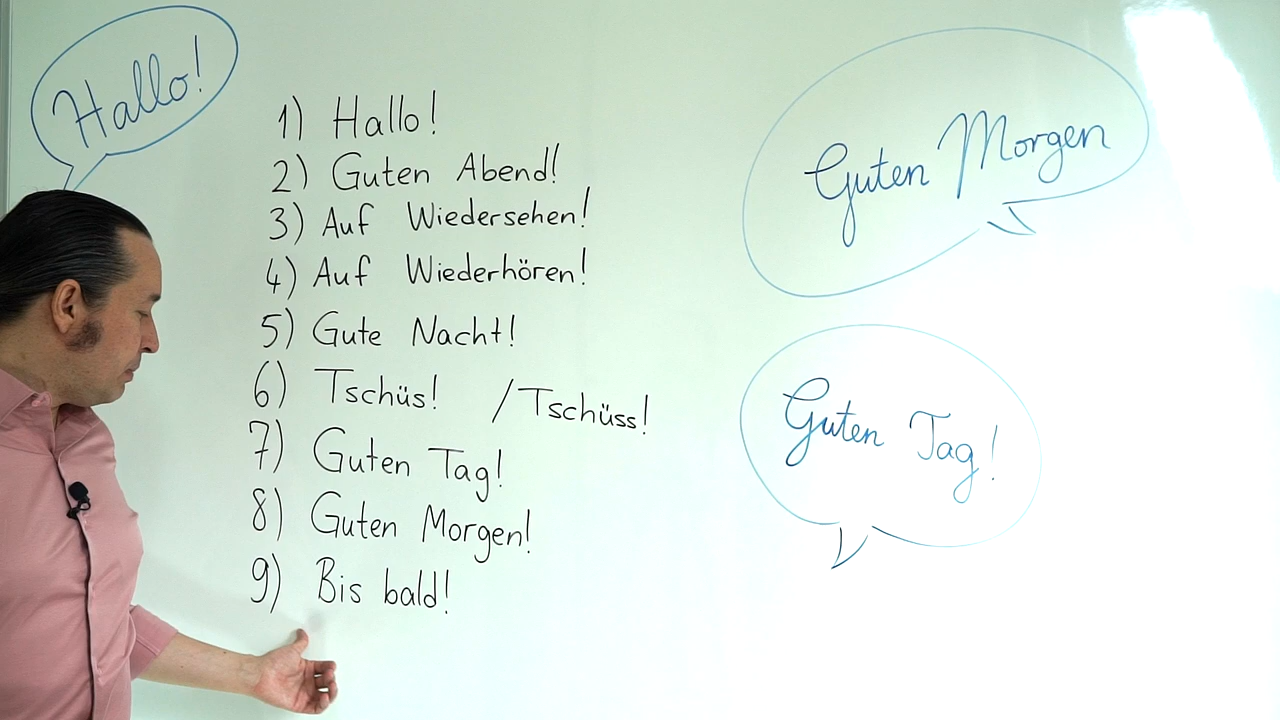 Hallo!
1) Hallo!
2) Guten Abend!
3) Auf Wiedersehen!
4) Auf Wiederhören!
5) Gute Nacht!
6) Tschüs! / Tschüss!
7) Guten Tag!
8) Guten Morgen!
9) Bis bald!
Guten Morgen
Guten Tag!